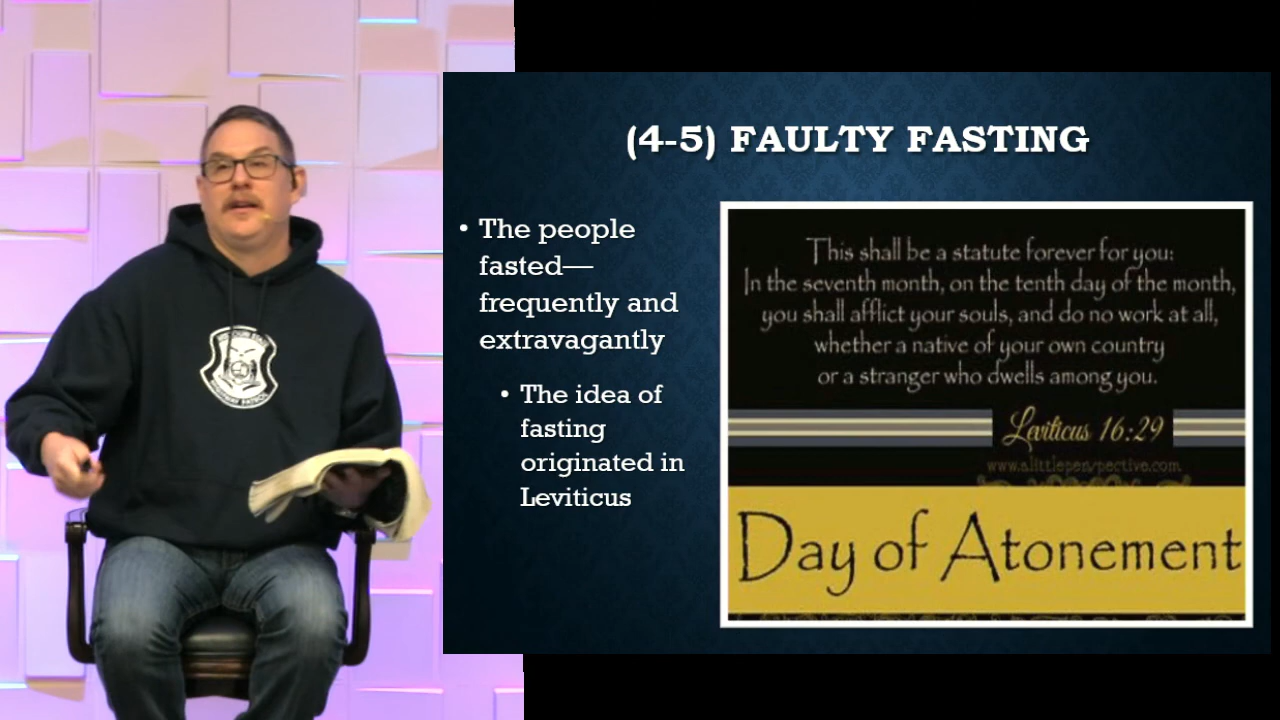 (4-5) FAULTY FASTING
• The people
fasted—
frequently and
extravagantly
• The idea of
fasting
originated in
Leviticus
This shall be a statute forever for you:
In the seventh month, on the tenth day of the month,
you shall afflict your souls, and do no work at all,
whether a native of your own country
or a stranger who dwells among you.
Leviticus 16:29
www.alittleperspective.com
Day of Atonement
HIGHWAY PATROL